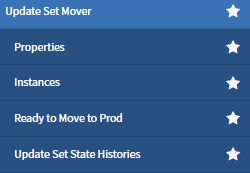 Update Set Mover
Properties
Instances
Ready to Move to Prod
Update Set State Histories